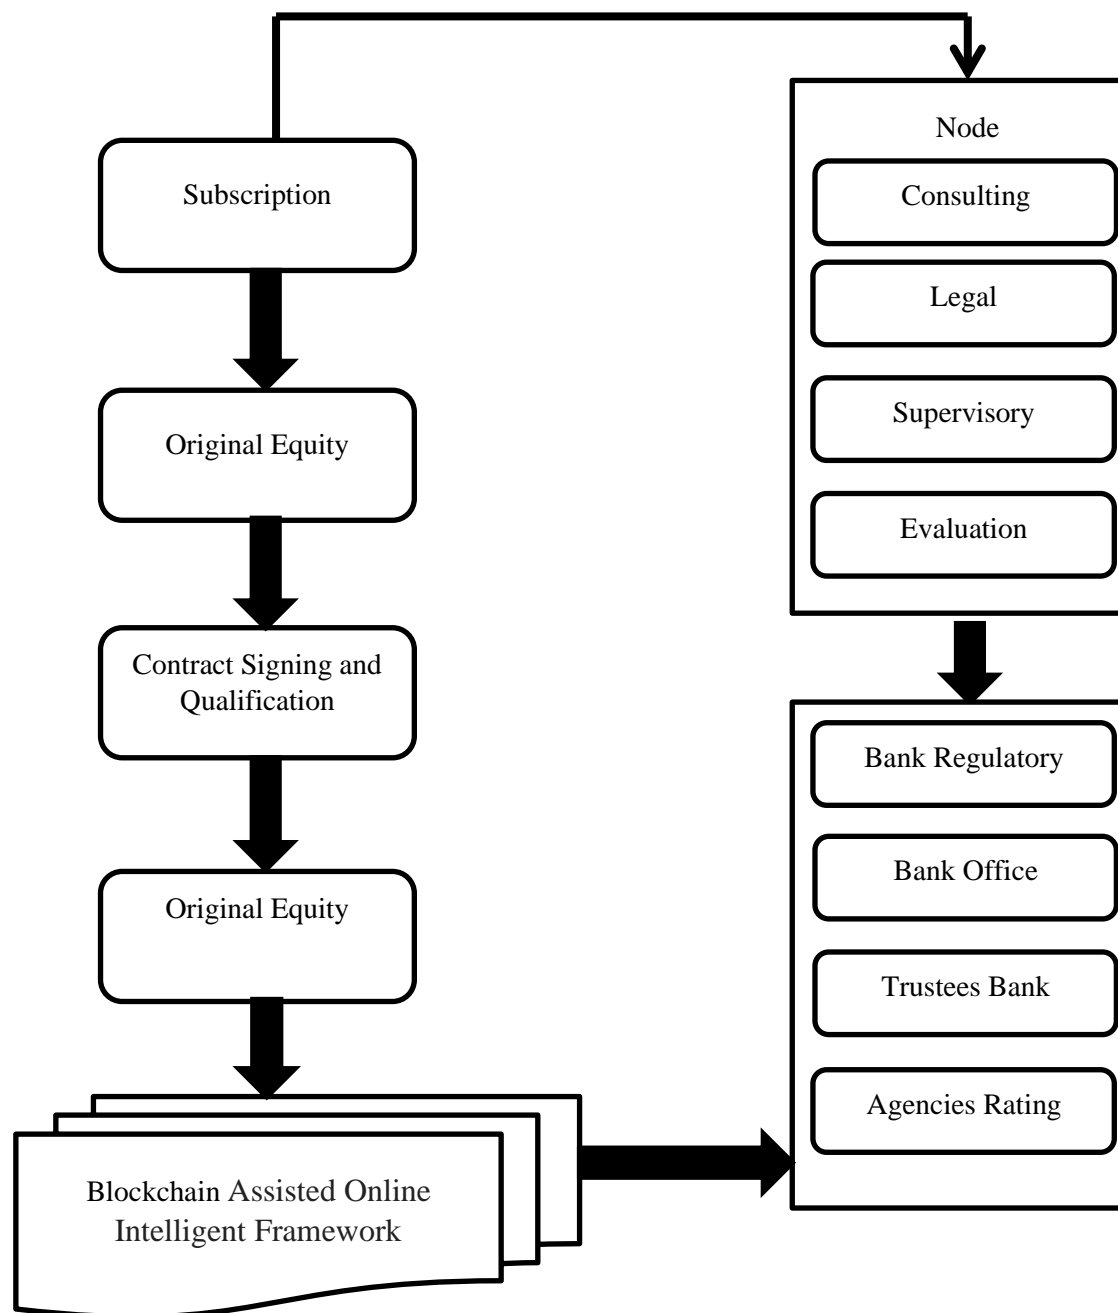 Subscription
Original Equity
Contract Signing and
Qualification
Original Equity
Blockchain Assisted Online
Intelligent Framework
Node
Consulting
Legal
Supervisory
Evaluation
Bank Regulatory
Bank Office
Trustees Bank
Agencies Rating